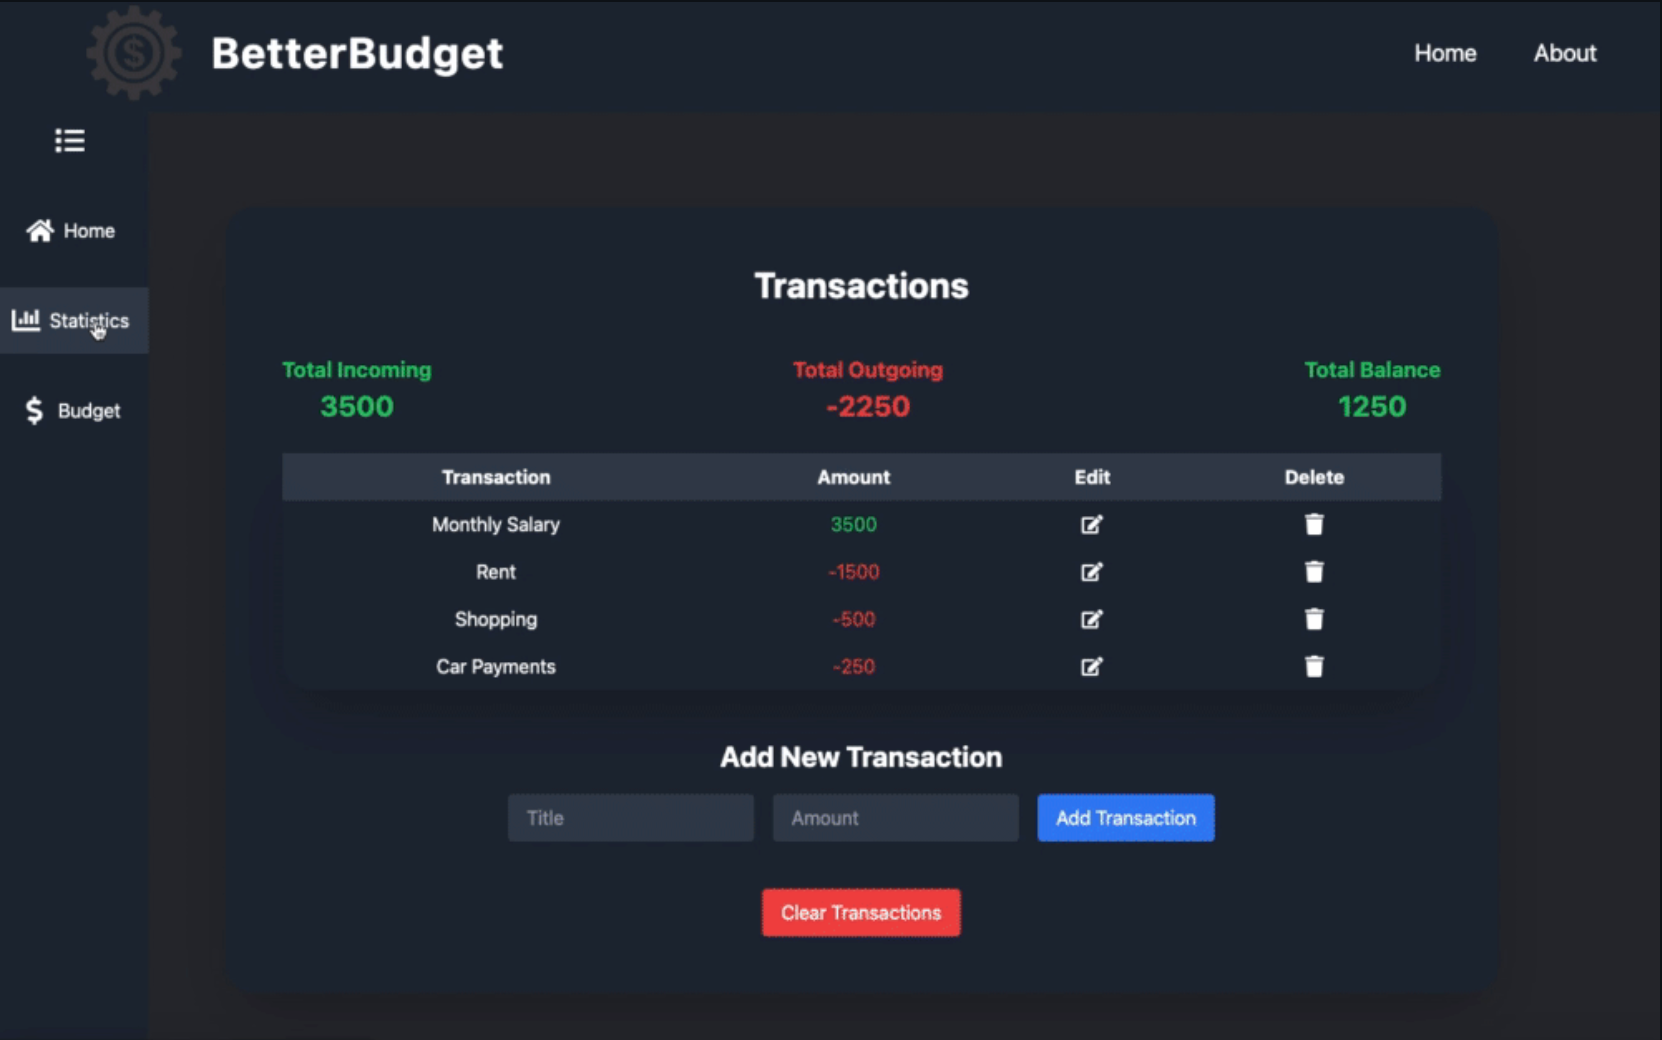 BetterBudget
Home About
Home
Statistics
$ Budget
Transactions
Total Incoming Total Outgoing Total Balance
3500 -2250 1250
Transaction Amount Edit Delete
Monthly Salary 3500
Rent -1500
Shopping -500
Car Payments -250
Add New Transaction
Title Amount Add Transaction
Clear Transactions